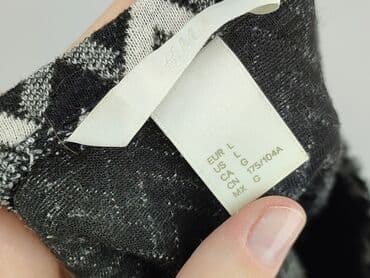 H&M
EUR L
US L
CA G
CN 175/104A
MX G